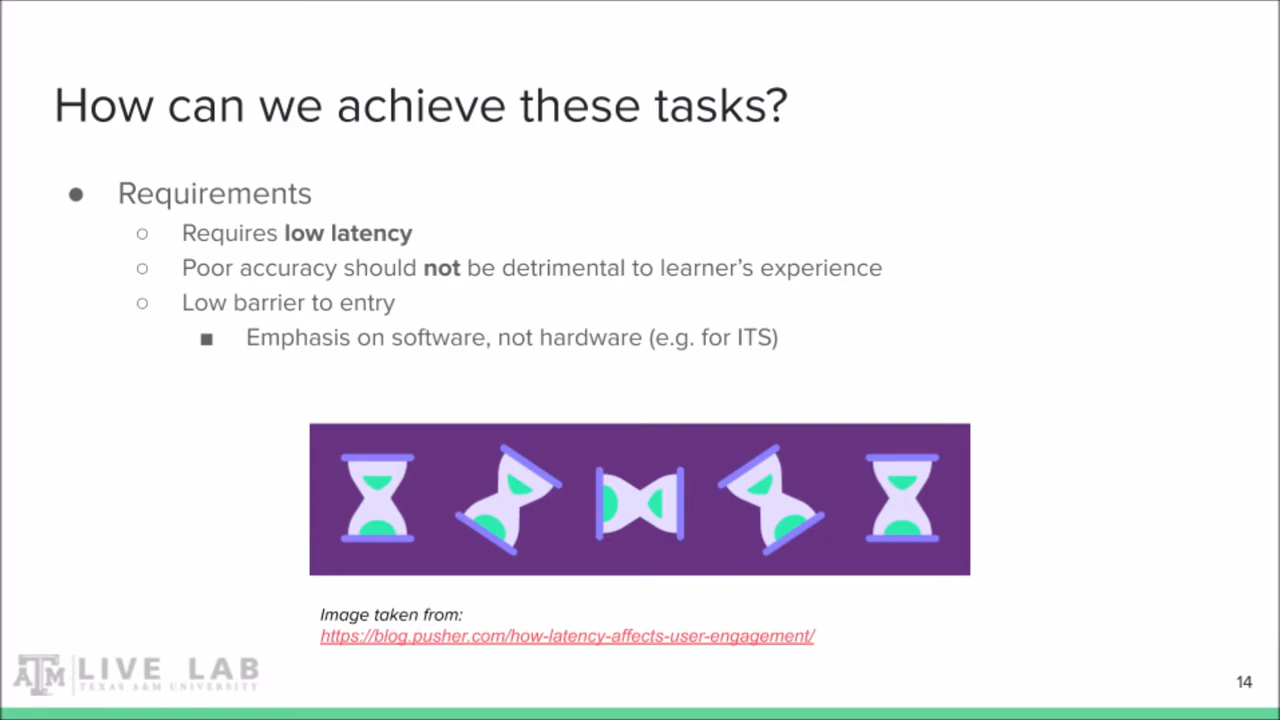 How can we achieve these tasks?
● Requirements
○ Requires low latency
○ Poor accuracy should not be detrimental to learner's experience
○ Low barrier to entry
■ Emphasis on software, not hardware (e.g. for ITS)
Image taken from:
https://blog.pusher.com/how-latency-affects-user-engagement/
ATM LIVE LAB
TEXAS A&M UNIVERSITY
14